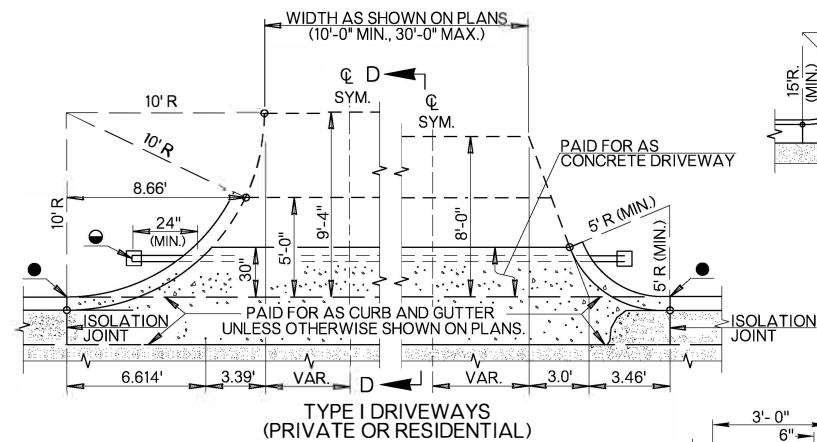 WIDTH AS SHOWN ON PLANS
(10'-0" MIN., 30'-0" MAX.)
℄ D
SYM.
℄
SYM.
10' R
10' R
8.66'
10' R
24"
(MIN.)
30"
5'-0"
9'-4"
8'-0"
PAID FOR AS
CONCRETE DRIVEWAY
5' R (MIN.)
5' R (MIN.)
15'R.
(MIN.)
PAID FOR AS CURB AND GUTTER
UNLESS OTHERWISE SHOWN ON PLANS.
ISOLATION
JOINT
ISOLATION
JOINT
6.614'
3.39'
VAR.
D
VAR.
3.0'
3.46'
TYPE I DRIVEWAYS
(PRIVATE OR RESIDENTIAL)
3'- 0"
6"